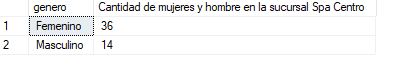 genero Cantidad de mujeres y hombre en la sucursal Spa Centro
1 Femenino 36
2 Masculino 14